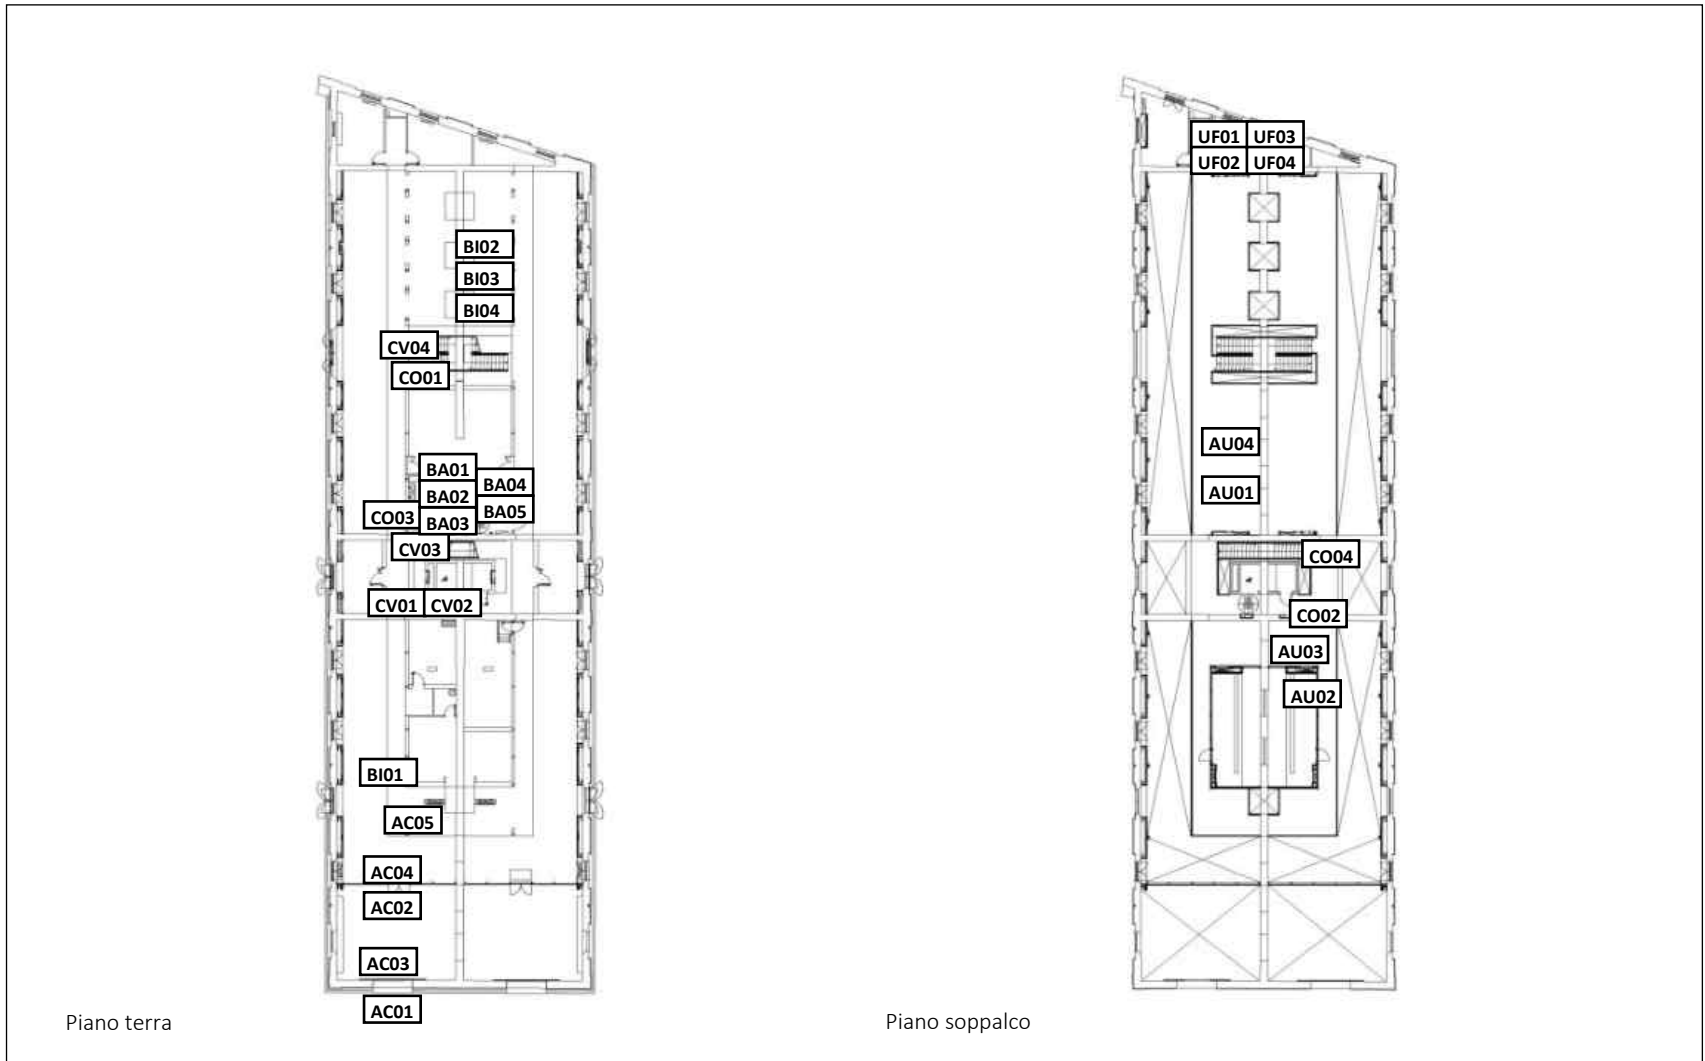 BI02
BI03
BI04
CV04
CO01
BA01
BA04
BA02
BA05
CO03
BA03
CV03
CV01 CV02
BI01
AC05
AC04
AC02
AC03
AC01
Piano terra
UF01 UF03
UF02 UF04
AU04
AU01
CO04
CO02
AU03
AU02
Piano soppalco